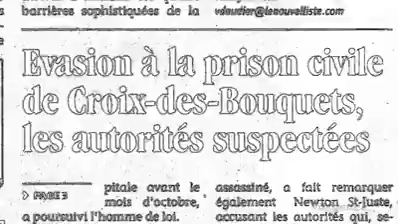 barrières sophistiquées de la
vdaudier@lenouvelliste.com
Evasion à la prison civile
de Croix-des-Bouquets,
les autorités suspectées
> PAGE 3
pitale avant le
mois d'octobre,
a poursuivi l'homme de loi.
assassiné, a fait remarquer
également Newton St-Juste,
accusant les autorités qui, se-